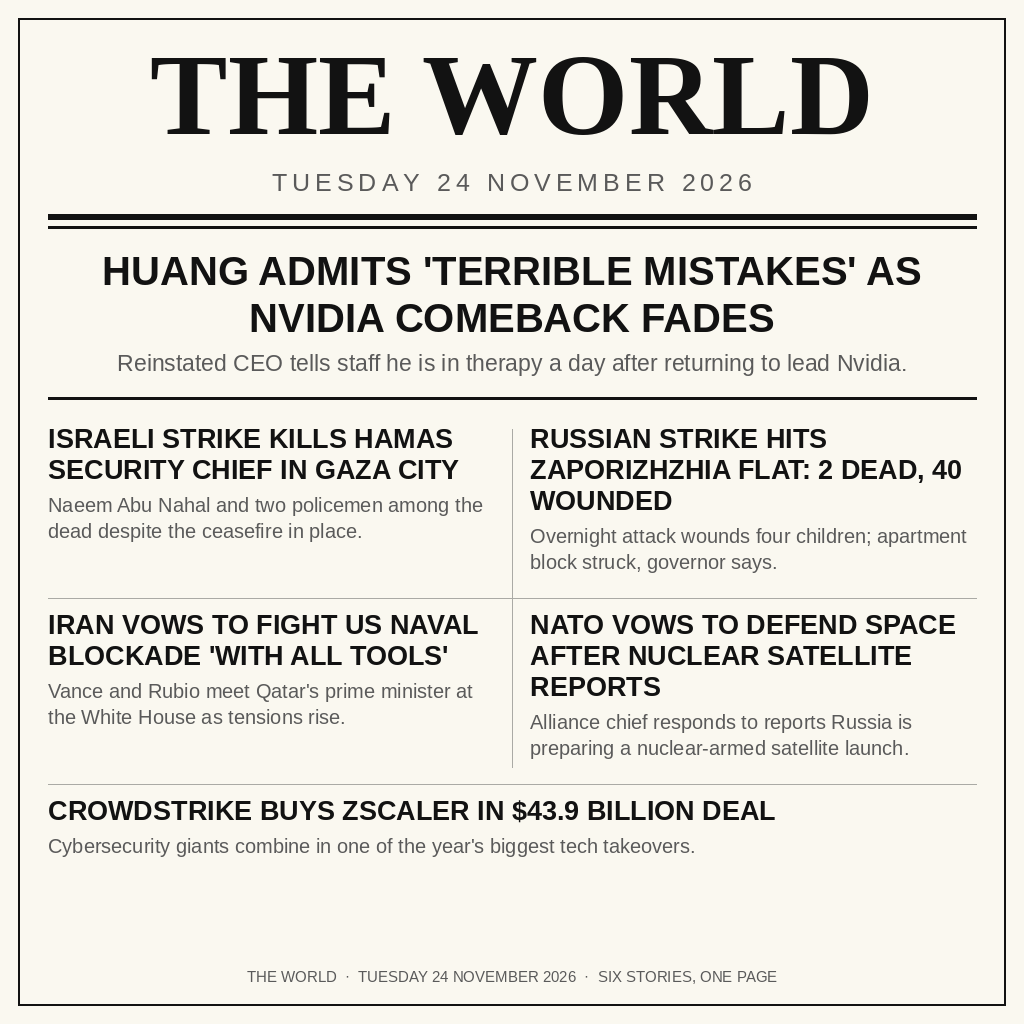 THE WORLD
TUESDAY 24 NOVEMBER 2026
HUANG ADMITS 'TERRIBLE MISTAKES' AS
NVIDIA COMEBACK FADES
Reinstated CEO tells staff he is in therapy a day after returning to lead Nvidia.
ISRAELI STRIKE KILLS HAMAS
SECURITY CHIEF IN GAZA CITY
Naeem Abu Nahal and two policemen among the
dead despite the ceasefire in place.
RUSSIAN STRIKE HITS
ZAPORIZHZHIA FLAT: 2 DEAD, 40
WOUNDED
Overnight attack wounds four children; apartment
block struck, governor says.
IRAN VOWS TO FIGHT US NAVAL
BLOCKADE 'WITH ALL TOOLS'
Vance and Rubio meet Qatar's prime minister at
the White House as tensions rise.
NATO VOWS TO DEFEND SPACE
AFTER NUCLEAR SATELLITE
REPORTS
Alliance chief responds to reports Russia is
preparing a nuclear-armed satellite launch.
CROWDSTRIKE BUYS ZSCALER IN $43.9 BILLION DEAL
Cybersecurity giants combine in one of the year's biggest tech takeovers.
THE WORLD · TUESDAY 24 NOVEMBER 2026 · SIX STORIES, ONE PAGE